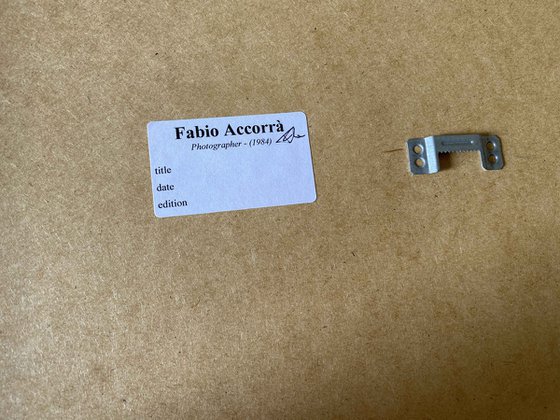 Fabio Accorrà
Photographer - (1984)
title
date
edition